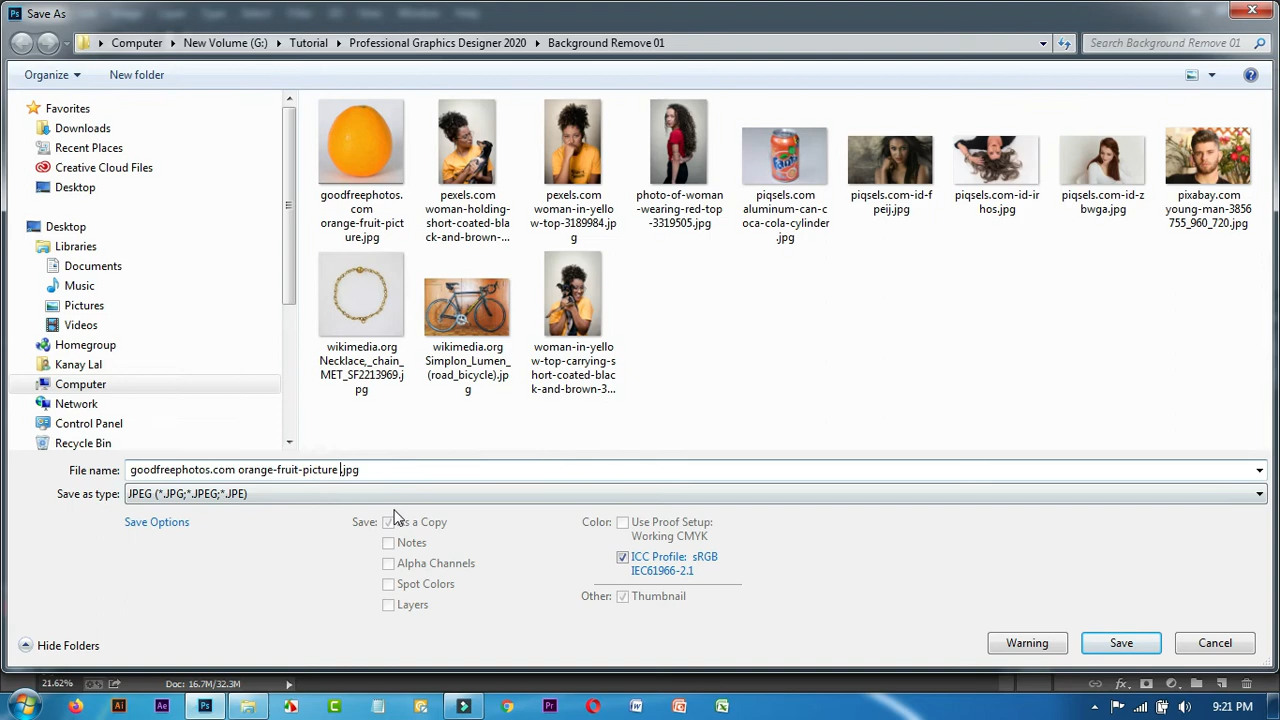 Save As
Computer ▸ New Volume (G:) ▸ Tutorial ▸ Professional Graphics Designer 2020 ▸ Background Remove 01
Search Background Remove 01
Organize
New folder
Favorites
Downloads
Recent Places
Creative Cloud Files
Desktop
Desktop
Libraries
Documents
Music
Pictures
Videos
Homegroup
Kanay Lal
Computer
Network
Control Panel
Recycle Bin
goodfreephotos.
com
orange-fruit-pict
ure.jpg
pexels.com
woman-holding-
short-coated-bla
ck-and-brown-...
pexels.com
woman-in-yello
w-top-3189984.jp
g
photo-of-woman
-wearing-red-top
-3319505.jpg
piqsels.com
aluminum-can-c
oca-cola-cylinder
.jpg
piqsels.com-id-f
peij.jpg
piqsels.com-id-ir
hos.jpg
piqsels.com-id-z
bwga.jpg
pixabay.com
young-man-3856
755_960_720.jpg
wikimedia.org
Necklace,_chain_
MET_SF2213969.j
pg
wikimedia.org
Simplon_Lumen_
(road_bicycle).jp
g
woman-in-yello
w-top-carrying-s
hort-coated-blac
k-and-brown-3...
File name: goodfreephotos.com orange-fruit-picture .jpg
Save as type: JPEG (*.JPG;*.JPEG;*.JPE)
Save Options
Save: As a Copy
Notes
Alpha Channels
Spot Colors
Layers
Color: Use Proof Setup:
Working CMYK
ICC Profile: sRGB
IEC61966-2.1
Other: Thumbnail
Hide Folders
Warning
Save
Cancel
21.62%
Doc: 16.7M/32.3M
9:21 PM